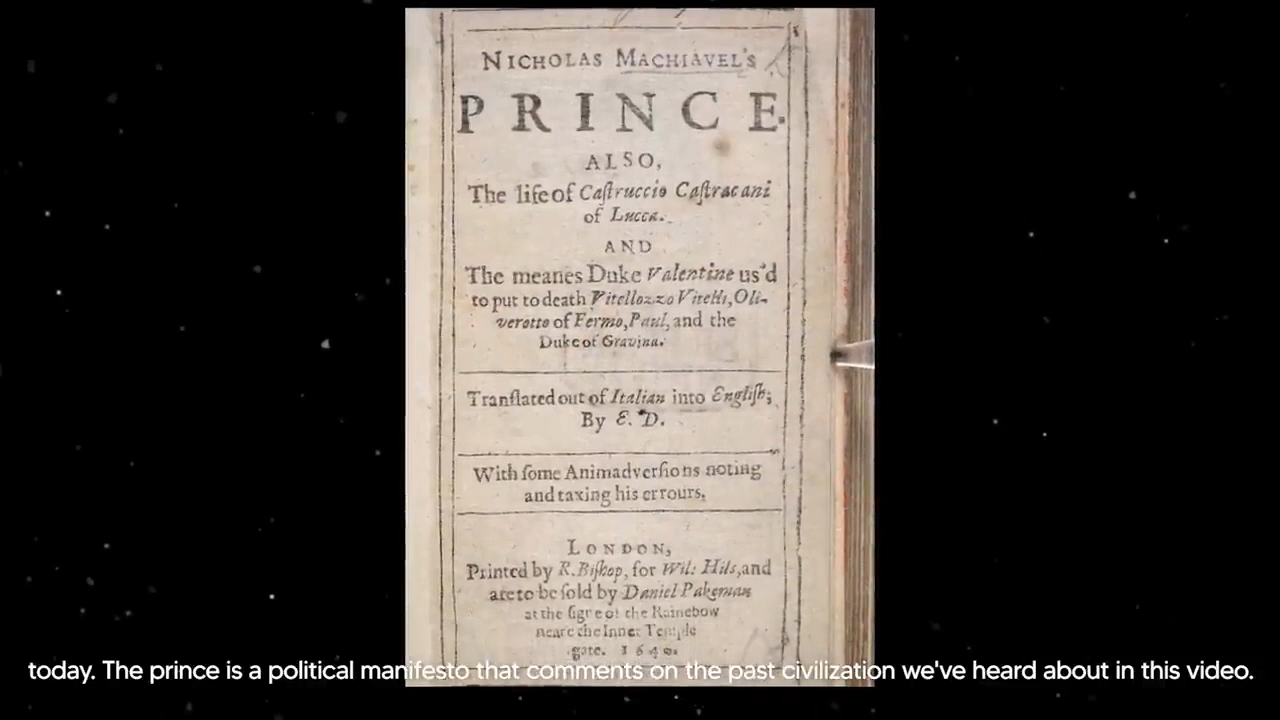 NICHOLAS MACHIAVEL'S
PRINCE.
ALSO,
The life of Caſtruccio Caſtracani
of Lucca.
AND
The meanes Duke Valentine us'd
to put to death Vitellozzo Vitelli, Oli-
verotto of Fermo, Paul, and the
Duke of Gravina.
Tranſlated out of Italian into Engliſh;
By E. D.
With ſome Animadverſions noting
and taxing his errours.
LONDON,
Printed by R. Biſhop, for Wil: Hils, and
are to be ſold by Daniel Pakeman
at the ſigne of the Rainebow
neare the Inner Temple
gate. 1640.
today. The prince is a political manifesto that comments on the past civilization we've heard about in this video.